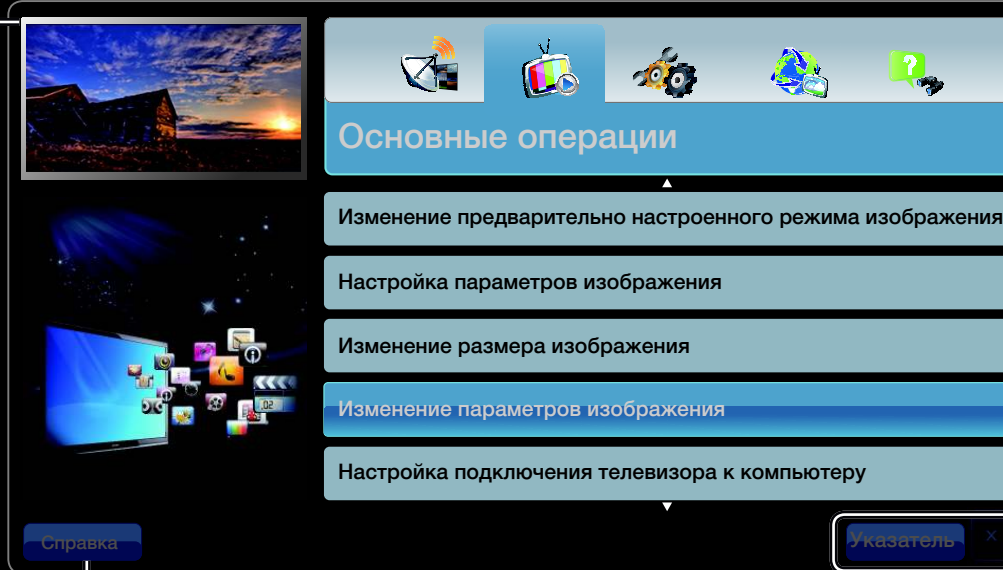 Основные операции
Изменение предварительно настроенного режима изображения
Настройка параметров изображения
Изменение размера изображения
Изменение параметров изображения
Настройка подключения телевизора к компьютеру
Справка
Указатель